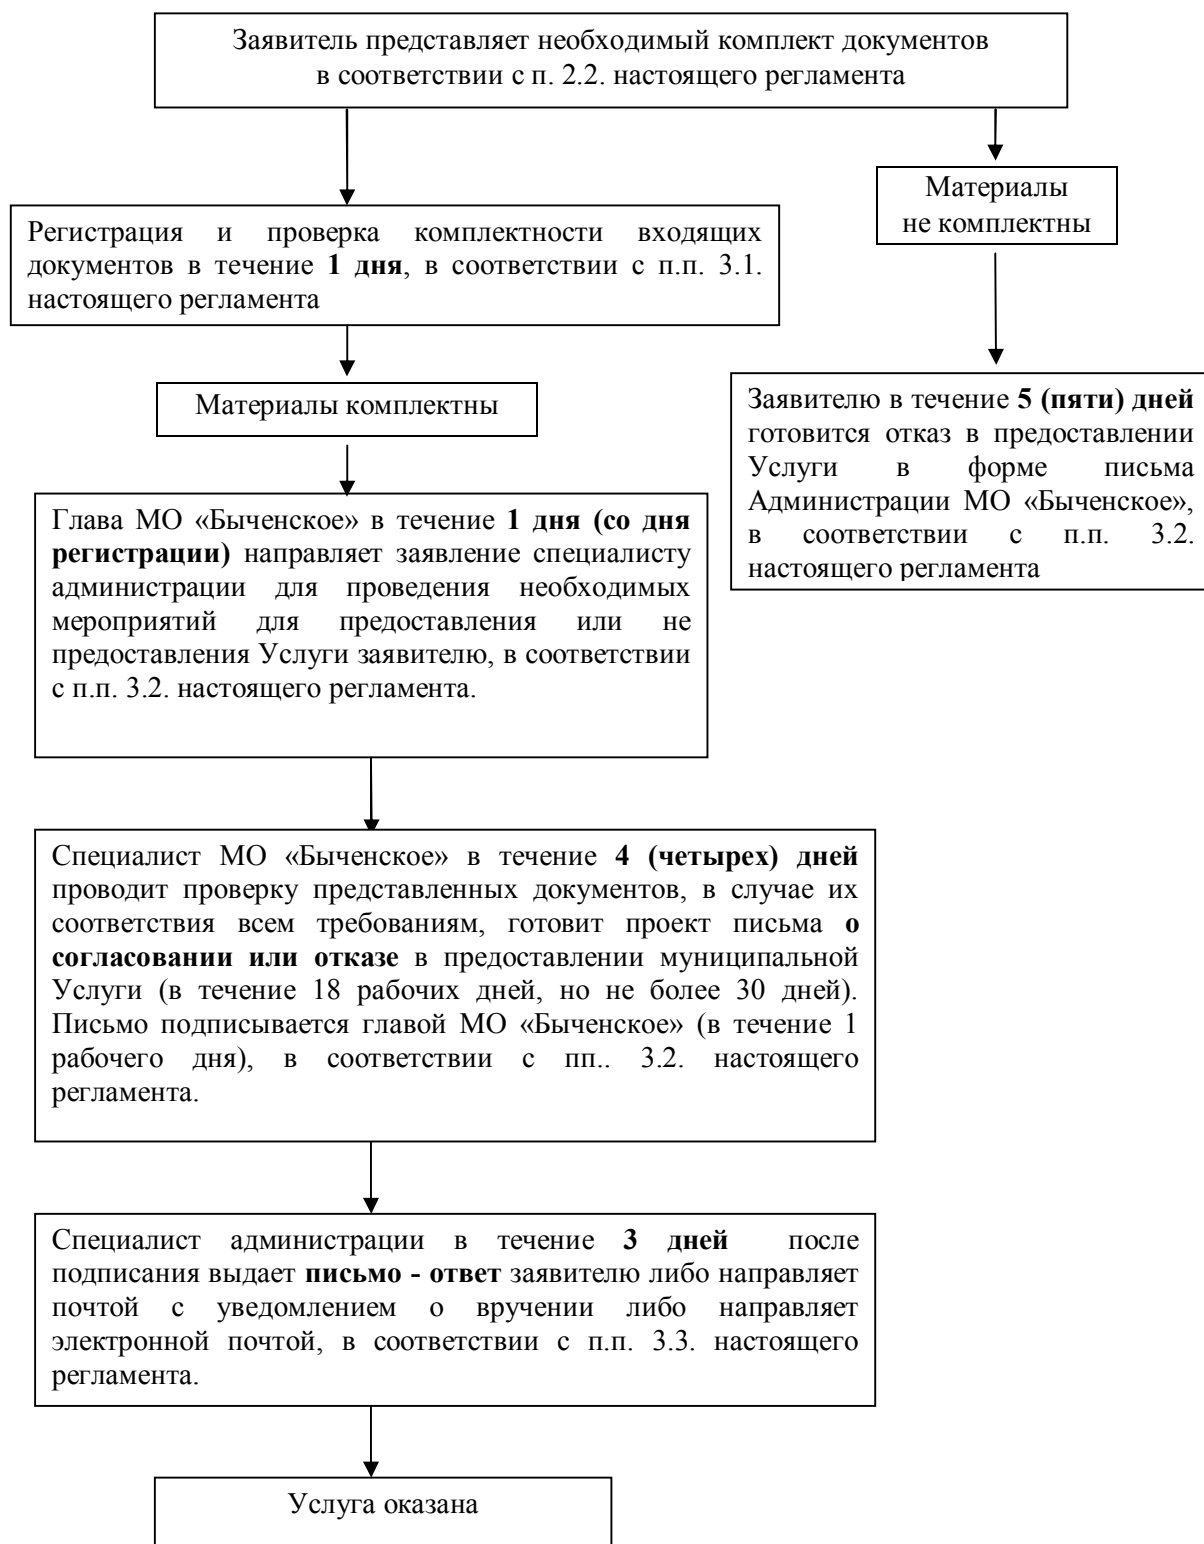 Заявитель представляет необходимый комплект документов
в соответствии с п. 2.2. настоящего регламента
Материалы
не комплектны
Регистрация и проверка комплектности входящих
документов в течение 1 дня, в соответствии с п.п. 3.1.
настоящего регламента
Материалы комплектны
Заявителю в течение 5 (пяти) дней
готовится отказ в предоставлении
Услуги в форме письма
Администрации МО «Быченское»,
в соответствии с п.п. 3.2.
настоящего регламента
Глава МО «Быченское» в течение 1 дня (со дня
регистрации) направляет заявление специалисту
администрации для проведения необходимых
мероприятий для предоставления или не
предоставления Услуги заявителю, в соответствии
с п.п. 3.2. настоящего регламента.
Специалист МО «Быченское» в течение 4 (четырех) дней
проводит проверку представленных документов, в случае их
соответствия всем требованиям, готовит проект письма о
согласовании или отказе в предоставлении муниципальной
Услуги (в течение 18 рабочих дней, но не более 30 дней).
Письмо подписывается главой МО «Быченское» (в течение 1
рабочего дня), в соответствии с пп.. 3.2. настоящего
регламента.
Специалист администрации в течение 3 дней после
подписания выдает письмо - ответ заявителю либо направляет
почтой с уведомлением о вручении либо направляет
электронной почтой, в соответствии с п.п. 3.3. настоящего
регламента.
Услуга оказана